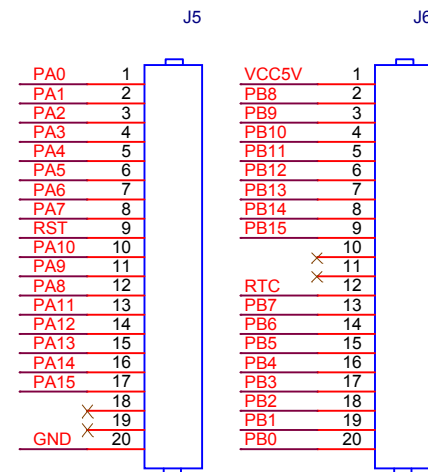 J5
PA0 1
PA1 2
PA2 3
PA3 4
PA4 5
PA5 6
PA6 7
PA7 8
RST 9
PA10 10
PA9 11
PA8 12
PA11 13
PA12 14
PA13 15
PA14 16
PA15 17
18
19
GND 20
J6
VCC5V 1
PB8 2
PB9 3
PB10 4
PB11 5
PB12 6
PB13 7
PB14 8
PB15 9
10
11
RTC 12
PB7 13
PB6 14
PB5 15
PB4 16
PB3 17
PB2 18
PB1 19
PB0 20